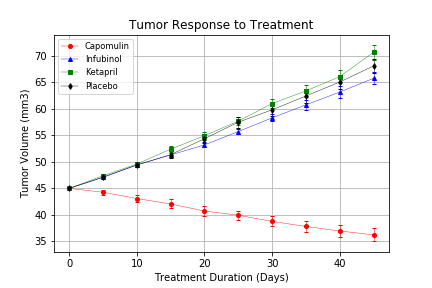 Tumor Response to Treatment
Capomulin
Infubinol
Ketapril
Placebo
Tumor Volume (mm3)
70
65
60
55
50
45
40
35
0
10
20
30
40
Treatment Duration (Days)